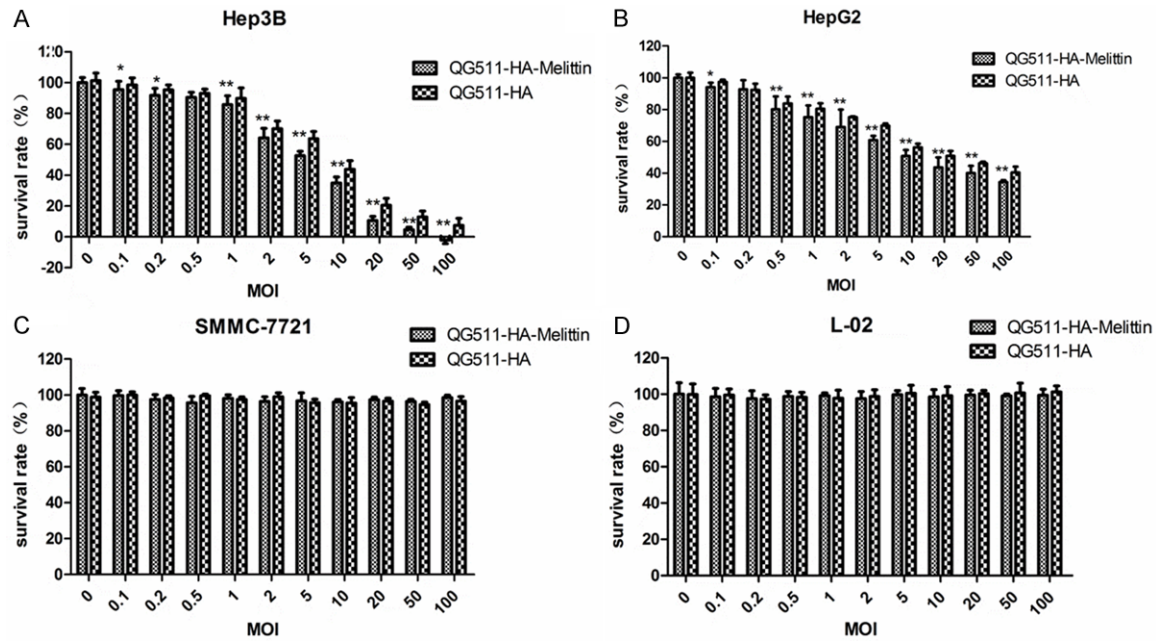 A
Hep3B
QG511-HA-Melittin
QG511-HA
survival rate（%）
120
100
80
60
40
20
0
-20
* * ** ** ** ** ** ** **
0 0.1 0.2 0.5 1 2 5 10 20 50 100
MOI
B
HepG2
QG511-HA-Melittin
QG511-HA
survival rate（%）
120
100
80
60
40
20
0
* ** ** ** ** ** ** ** **
0 0.1 0.2 0.5 1 2 5 10 20 50 100
MOI
C
SMMC-7721
QG511-HA-Melittin
QG511-HA
survival rate（%）
120
100
80
60
40
20
0
0 0.1 0.2 0.5 1 2 5 10 20 50 100
MOI
D
L-02
QG511-HA-Melittin
QG511-HA
survival rate（%）
120
100
80
60
40
20
0
0 0.1 0.2 0.5 1 2 5 10 20 50 100
MOI